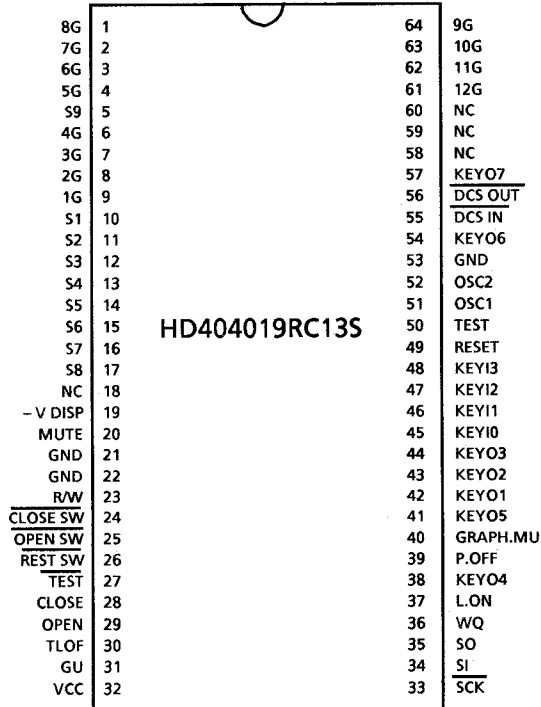 8G 1 64 9G
7G 2 63 10G
6G 3 62 11G
5G 4 61 12G
S9 5 60 NC
4G 6 59 NC
3G 7 58 NC
2G 8 57 KEYO7
1G 9 56 DCS OUT
S1 10 55 DCS IN
S2 11 54 KEYO6
S3 12 53 GND
S4 13 52 OSC2
S5 14 51 OSC1
S6 15 HD404019RC13S 50 TEST
S7 16 49 RESET
S8 17 48 KEYI3
NC 18 47 KEYI2
– V DISP 19 46 KEYI1
MUTE 20 45 KEYI0
GND 21 44 KEYO3
GND 22 43 KEYO2
R/W 23 42 KEYO1
CLOSE SW 24 41 KEYO5
OPEN SW 25 40 GRAPH.MU
REST SW 26 39 P.OFF
TEST 27 38 KEYO4
CLOSE 28 37 L.ON
OPEN 29 36 WQ
TLOF 30 35 SO
GU 31 34 SI
VCC 32 33 SCK